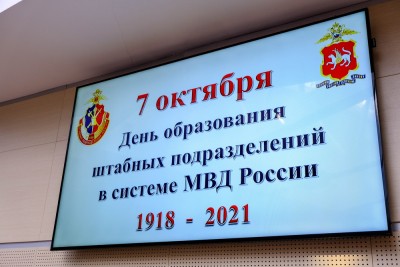 7 октября
День образования
штабных подразделений
в системе МВД России
1918 - 2021